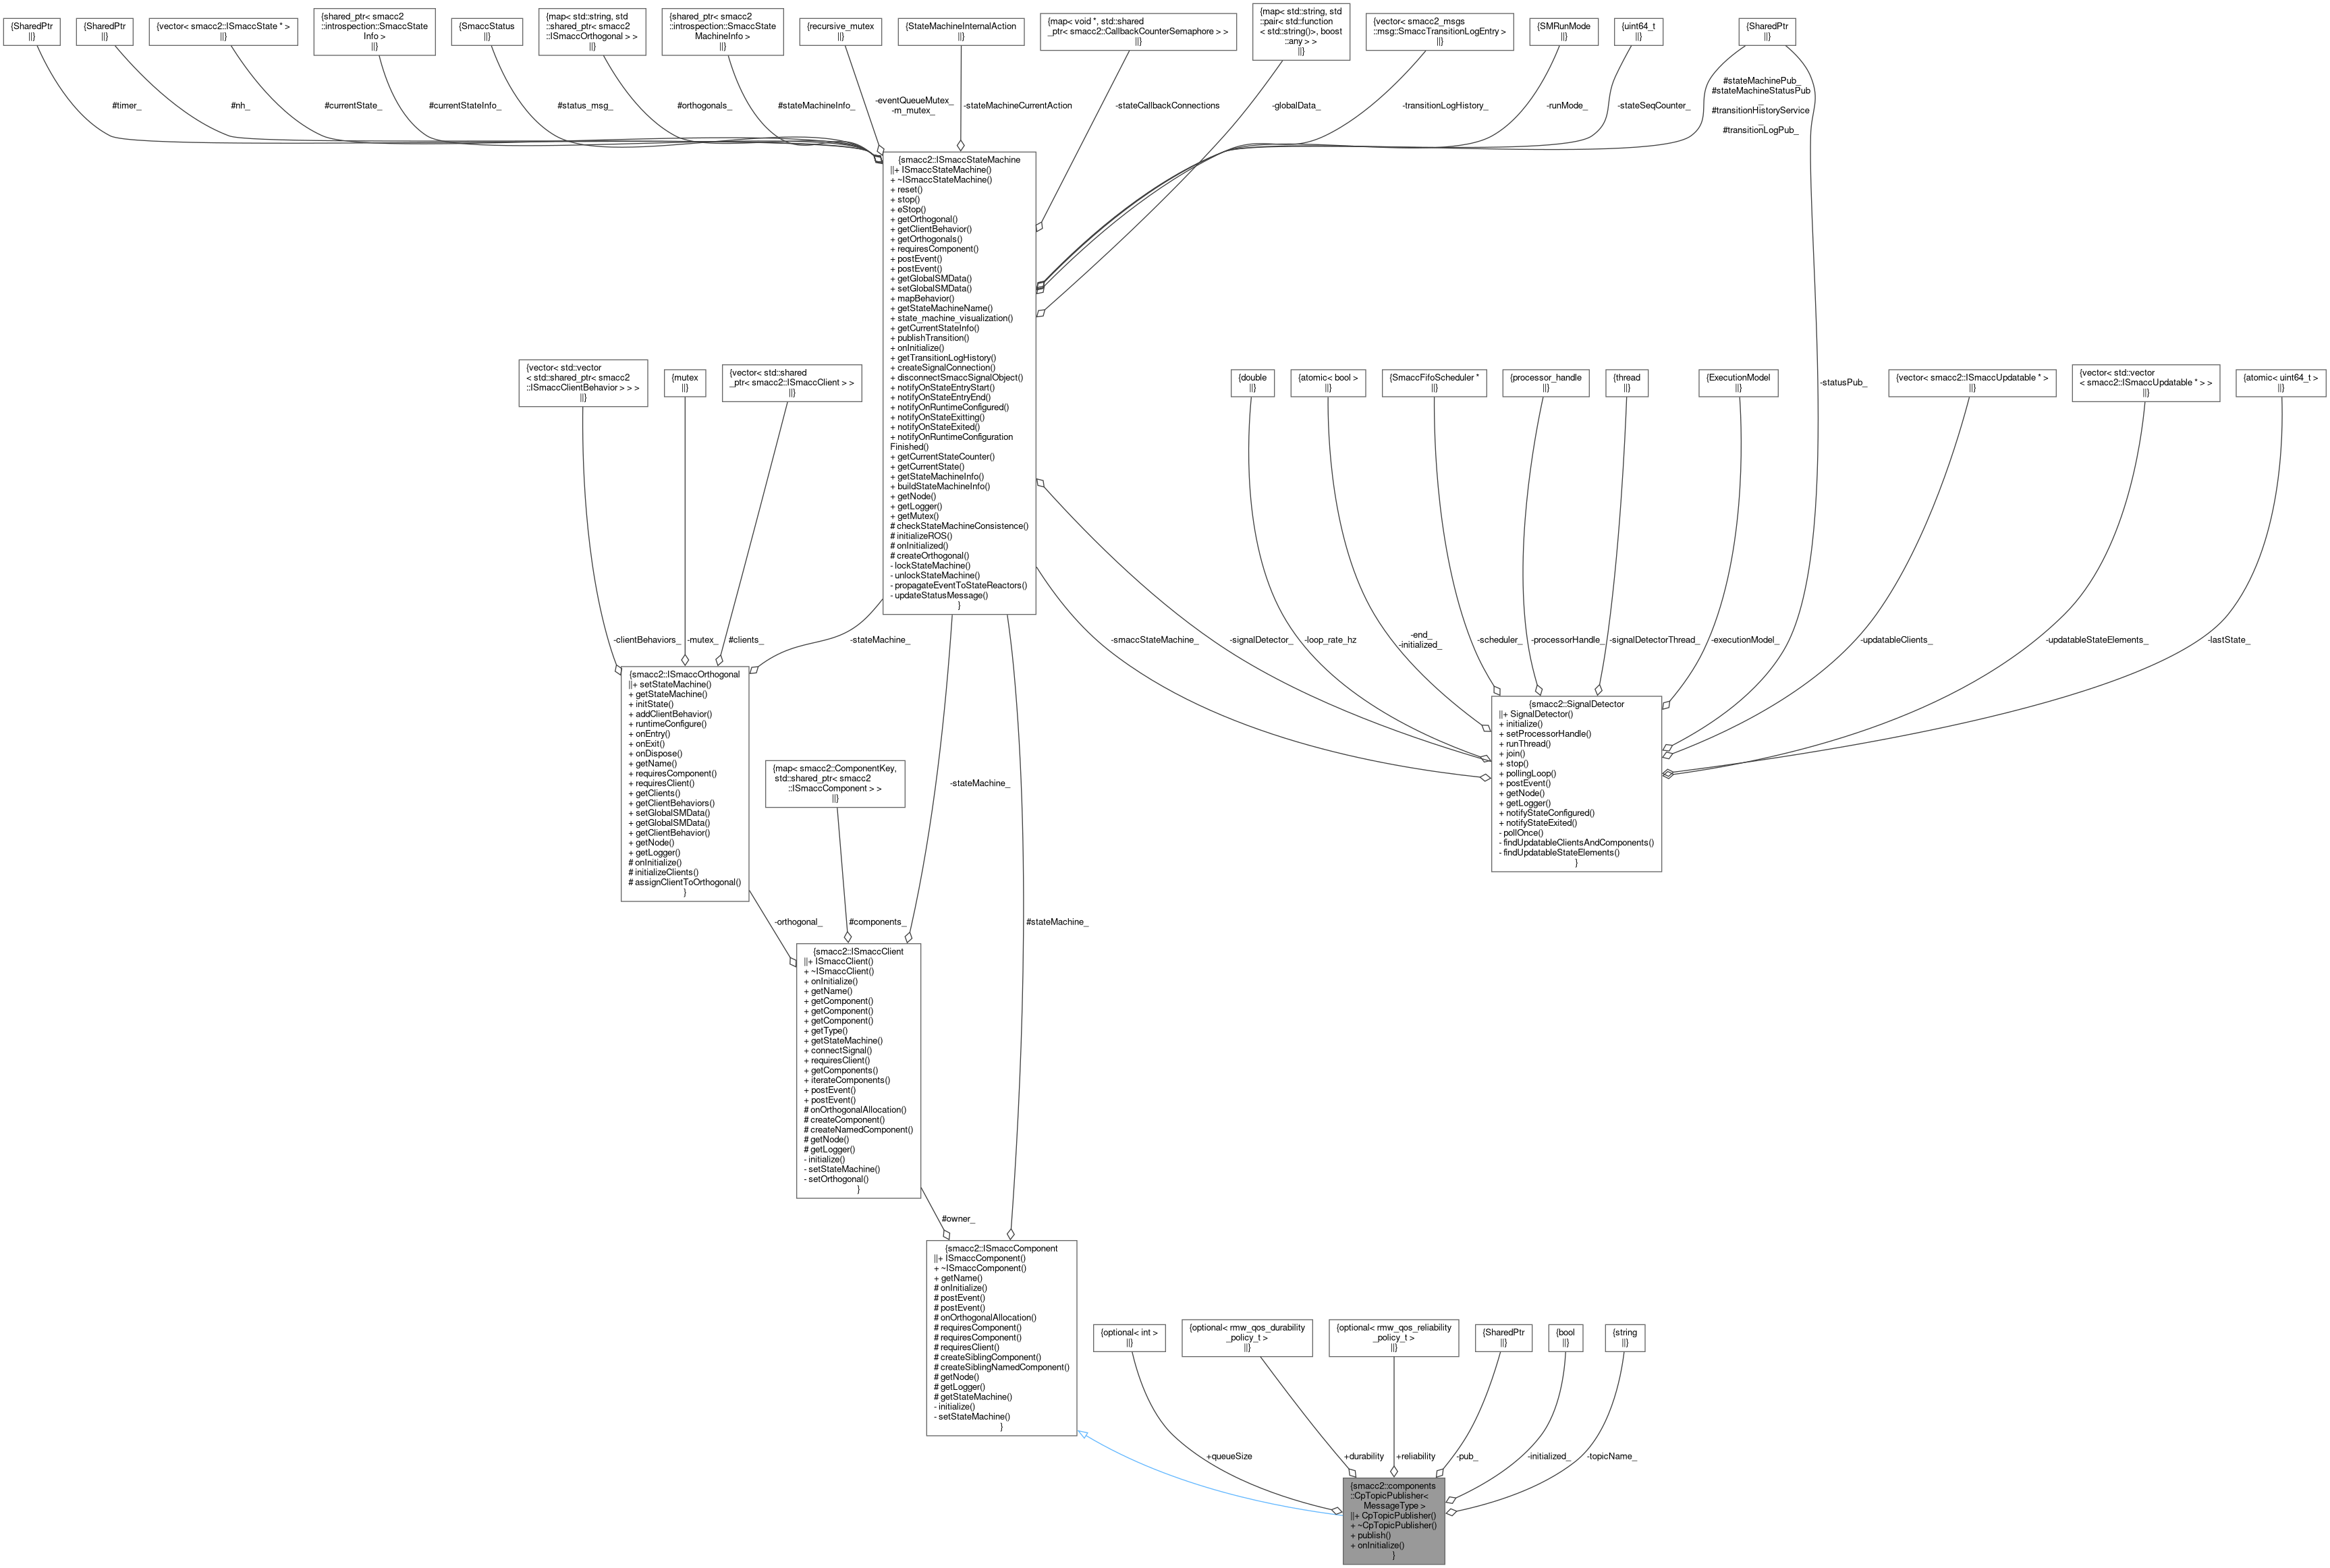 {SharedPtr
||}
{SharedPtr
||}
{vector< smacc2::ISmaccState * >
||}
{shared_ptr< smacc2
::introspection::SmaccState
Info >
||}
{SmaccStatus
||}
{map< std::string, std
::shared_ptr< smacc2
::ISmaccOrthogonal > >
||}
{shared_ptr< smacc2
::introspection::SmaccState
MachineInfo >
||}
{recursive_mutex
||}
{StateMachineInternalAction
||}
{map< void *, std::shared
_ptr< smacc2::CallbackCounterSemaphore > >
||}
{map< std::string, std
::pair< std::function
< std::string()>, boost
::any > >
||}
{vector< smacc2_msgs
::msg::SmaccTransitionLogEntry >
||}
{SMRunMode
||}
{uint64_t
||}
{SharedPtr
||}
#timer_
#nh_
#currentState_
#currentStateInfo_
#status_msg_
#orthogonals_
#stateMachineInfo_
-eventQueueMutex_
-m_mutex_
-stateMachineCurrentAction
-stateCallbackConnections
-globalData_
-transitionLogHistory_
-runMode_
-stateSeqCounter_
#stateMachinePub_
#stateMachineStatusPub
_
#transitionHistoryService
_
#transitionLogPub_
{smacc2::ISmaccStateMachine
||+ ISmaccStateMachine()
+ ~ISmaccStateMachine()
+ reset()
+ stop()
+ eStop()
+ getOrthogonal()
+ getClientBehavior()
+ getOrthogonals()
+ requiresComponent()
+ postEvent()
+ postEvent()
+ getGlobalSMData()
+ setGlobalSMData()
+ mapBehavior()
+ getStateMachineName()
+ state_machine_visualization()
+ getCurrentStateInfo()
+ publishTransition()
+ onInitialize()
+ getTransitionLogHistory()
+ createSignalConnection()
+ disconnectSmaccSignalObject()
+ notifyOnStateEntryStart()
+ notifyOnStateEntryEnd()
+ notifyOnRuntimeConfigured()
+ notifyOnStateExitting()
+ notifyOnStateExited()
+ notifyOnRuntimeConfiguration
Finished()
+ getCurrentStateCounter()
+ getCurrentState()
+ getStateMachineInfo()
+ buildStateMachineInfo()
+ getNode()
+ getLogger()
+ getMutex()
# checkStateMachineConsistence()
# initializeROS()
# onInitialized()
# createOrthogonal()
- lockStateMachine()
- unlockStateMachine()
- propagateEventToStateReactors()
- updateStatusMessage()
}
{vector< std::vector
< std::shared_ptr< smacc2
::ISmaccClientBehavior > > >
||}
{mutex
||}
{vector< std::shared
_ptr< smacc2::ISmaccClient > >
||}
{double
||}
{atomic< bool >
||}
{SmaccFifoScheduler *
||}
{processor_handle
||}
{thread
||}
{ExecutionModel
||}
-statusPub_
{vector< smacc2::ISmaccUpdatable * >
||}
{vector< std::vector
< smacc2::ISmaccUpdatable * > >
||}
{atomic< uint64_t >
||}
-clientBehaviors_
-mutex_
#clients_
-stateMachine_
-smaccStateMachine_
-signalDetector_
-loop_rate_hz
-end_
-initialized_
-scheduler_
-processorHandle_
-signalDetectorThread_
-executionModel_
-updatableClients_
-updatableStateElements_
-lastState_
{smacc2::ISmaccOrthogonal
||+ setStateMachine()
+ getStateMachine()
+ initState()
+ addClientBehavior()
+ runtimeConfigure()
+ onEntry()
+ onExit()
+ onDispose()
+ getName()
+ requiresComponent()
+ requiresClient()
+ getClients()
+ getClientBehaviors()
+ setGlobalSMData()
+ getGlobalSMData()
+ getClientBehavior()
+ getNode()
+ getLogger()
# onInitialize()
# initializeClients()
# assignClientToOrthogonal()
}
{smacc2::SignalDetector
||+ SignalDetector()
+ initialize()
+ setProcessorHandle()
+ runThread()
+ join()
+ stop()
+ pollingLoop()
+ postEvent()
+ getNode()
+ getLogger()
+ notifyStateConfigured()
+ notifyStateExited()
- pollOnce()
- findUpdatableClientsAndComponents()
- findUpdatableStateElements()
}
{map< smacc2::ComponentKey,
std::shared_ptr< smacc2
::ISmaccComponent > >
||}
-stateMachine_
-orthogonal_
#components_
#stateMachine_
{smacc2::ISmaccClient
||+ ISmaccClient()
+ ~ISmaccClient()
+ onInitialize()
+ getName()
+ getComponent()
+ getComponent()
+ getComponent()
+ getType()
+ getStateMachine()
+ connectSignal()
+ requiresClient()
+ getComponents()
+ iterateComponents()
+ postEvent()
+ postEvent()
# onOrthogonalAllocation()
# createComponent()
# createNamedComponent()
# getNode()
# getLogger()
- initialize()
- setStateMachine()
- setOrthogonal()
}
#owner_
{smacc2::ISmaccComponent
||+ ISmaccComponent()
+ ~ISmaccComponent()
+ getName()
# onInitialize()
# postEvent()
# postEvent()
# onOrthogonalAllocation()
# requiresComponent()
# requiresComponent()
# requiresClient()
# createSiblingComponent()
# createSiblingNamedComponent()
# getNode()
# getLogger()
# getStateMachine()
- initialize()
- setStateMachine()
}
{optional< int >
||}
{optional< rmw_qos_durability
_policy_t >
||}
{optional< rmw_qos_reliability
_policy_t >
||}
{SharedPtr
||}
{bool
||}
{string
||}
+queueSize
+durability
+reliability
-pub_
-initialized_
-topicName_
{smacc2::components
::CpTopicPublisher<
MessageType >
||+ CpTopicPublisher()
+ ~CpTopicPublisher()
+ publish()
+ onInitialize()
}